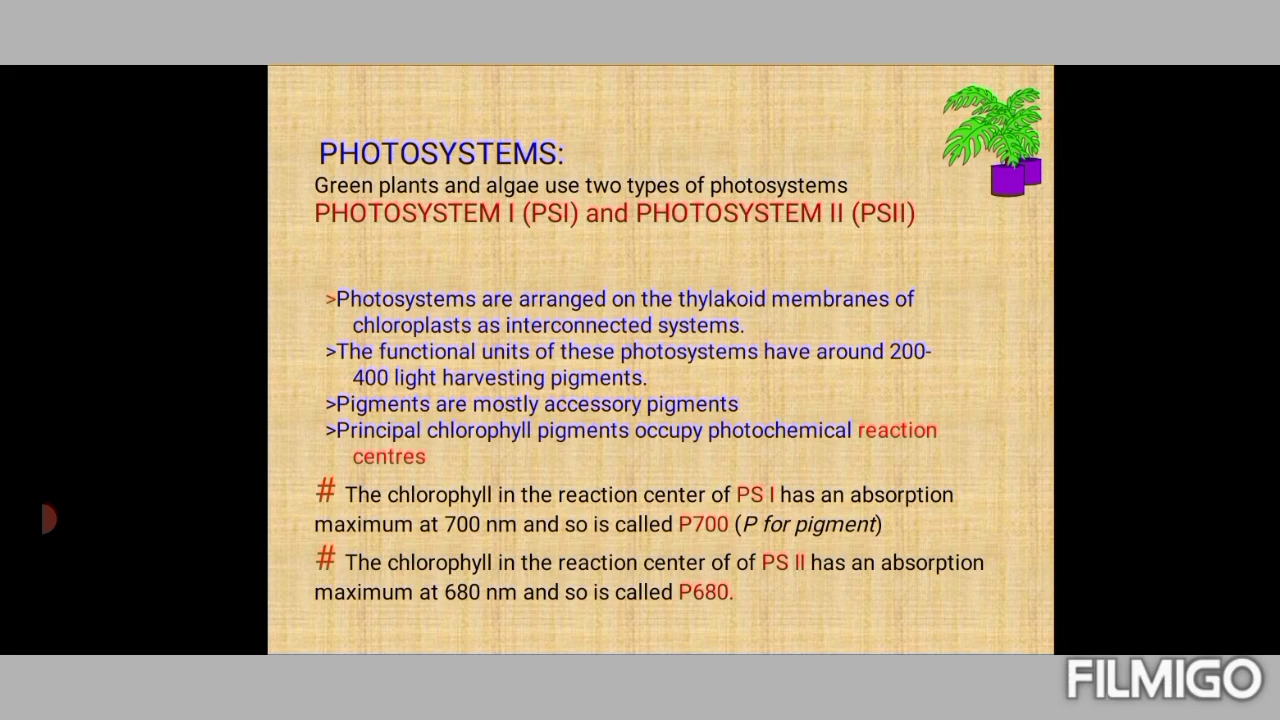 PHOTOSYSTEMS:
Green plants and algae use two types of photosystems
PHOTOSYSTEM I (PSI) and PHOTOSYSTEM II (PSII)
>Photosystems are arranged on the thylakoid membranes of
chloroplasts as interconnected systems.
>The functional units of these photosystems have around 200-
400 light harvesting pigments.
>Pigments are mostly accessory pigments
>Principal chlorophyll pigments occupy photochemical reaction
centres
# The chlorophyll in the reaction center of PS I has an absorption
maximum at 700 nm and so is called P700 (P for pigment)
# The chlorophyll in the reaction center of of PS II has an absorption
maximum at 680 nm and so is called P680.
FILMIGO